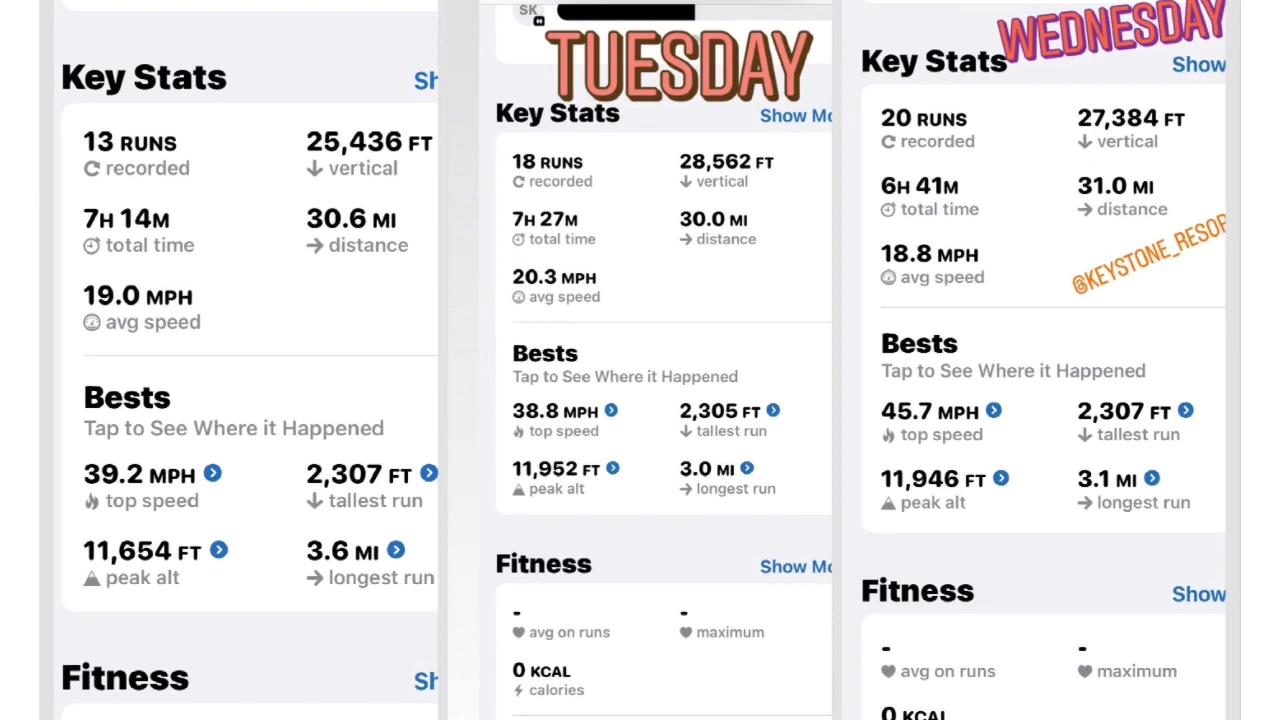 Key Stats
13 RUNS 25,436 FT
recorded vertical
7H 14M 30.6 MI
total time distance
19.0 MPH
avg speed
Bests
Tap to See Where it Happened
39.2 MPH 2,307 FT
top speed tallest run
11,654 FT 3.6 MI
peak alt longest run
Fitness
SK
TUESDAY
Key Stats Show Mo
18 RUNS 28,562 FT
recorded vertical
7H 27M 30.0 MI
total time distance
20.3 MPH
avg speed
Bests
Tap to See Where it Happened
38.8 MPH 2,305 FT
top speed tallest run
11,952 FT 3.0 MI
peak alt longest run
Fitness Show Mo
- -
avg on runs maximum
0 KCAL
calories
WEDNESDAY
Key Stats Show
20 RUNS 27,384 FT
recorded vertical
6H 41M 31.0 MI
total time distance
18.8 MPH
avg speed
@KEYSTONE_RESOR
Bests
Tap to See Where it Happened
45.7 MPH 2,307 FT
top speed tallest run
11,946 FT 3.1 MI
peak alt longest run
Fitness Show
- -
avg on runs maximum
0 KCAL